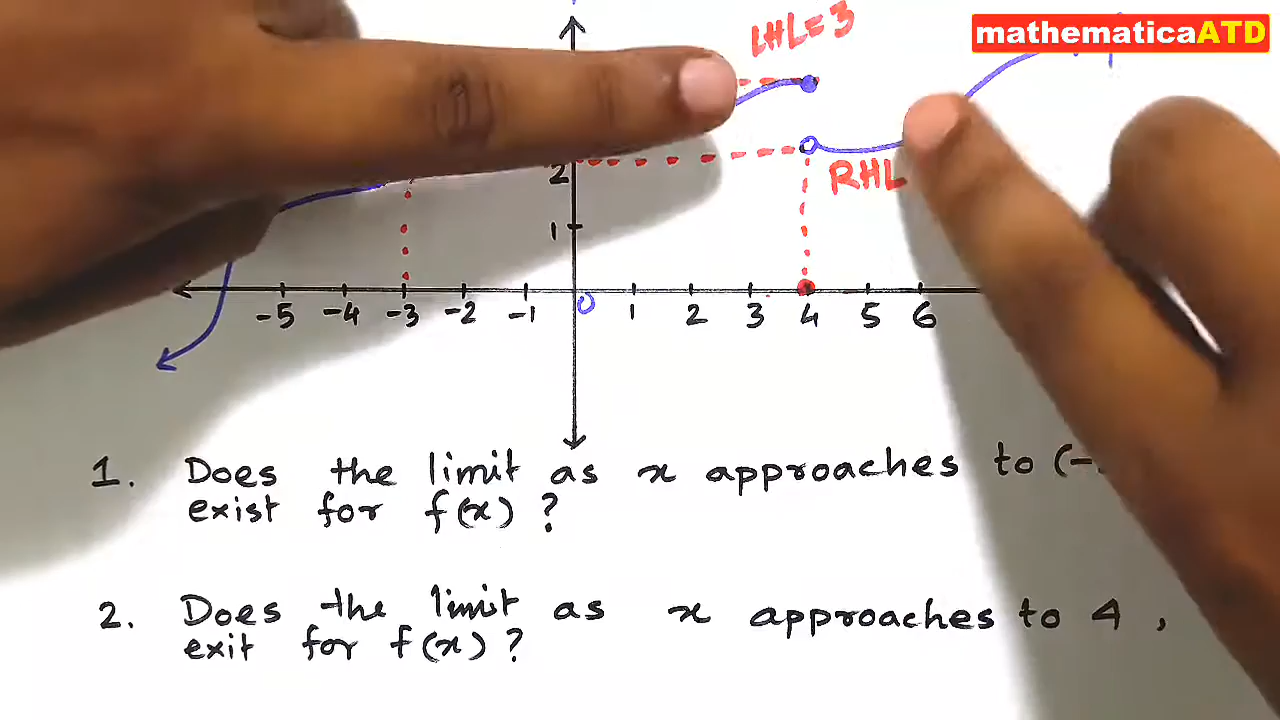 mathematicaATD
LHL=3
RHL
2
1
-5 -4 -3 -2 -1 0 1 2 3 4 5 6
1. Does the limit as x approaches to (-
exist for f(x) ?
2. Does the limit as x approaches to 4 ,
exit for f(x) ?